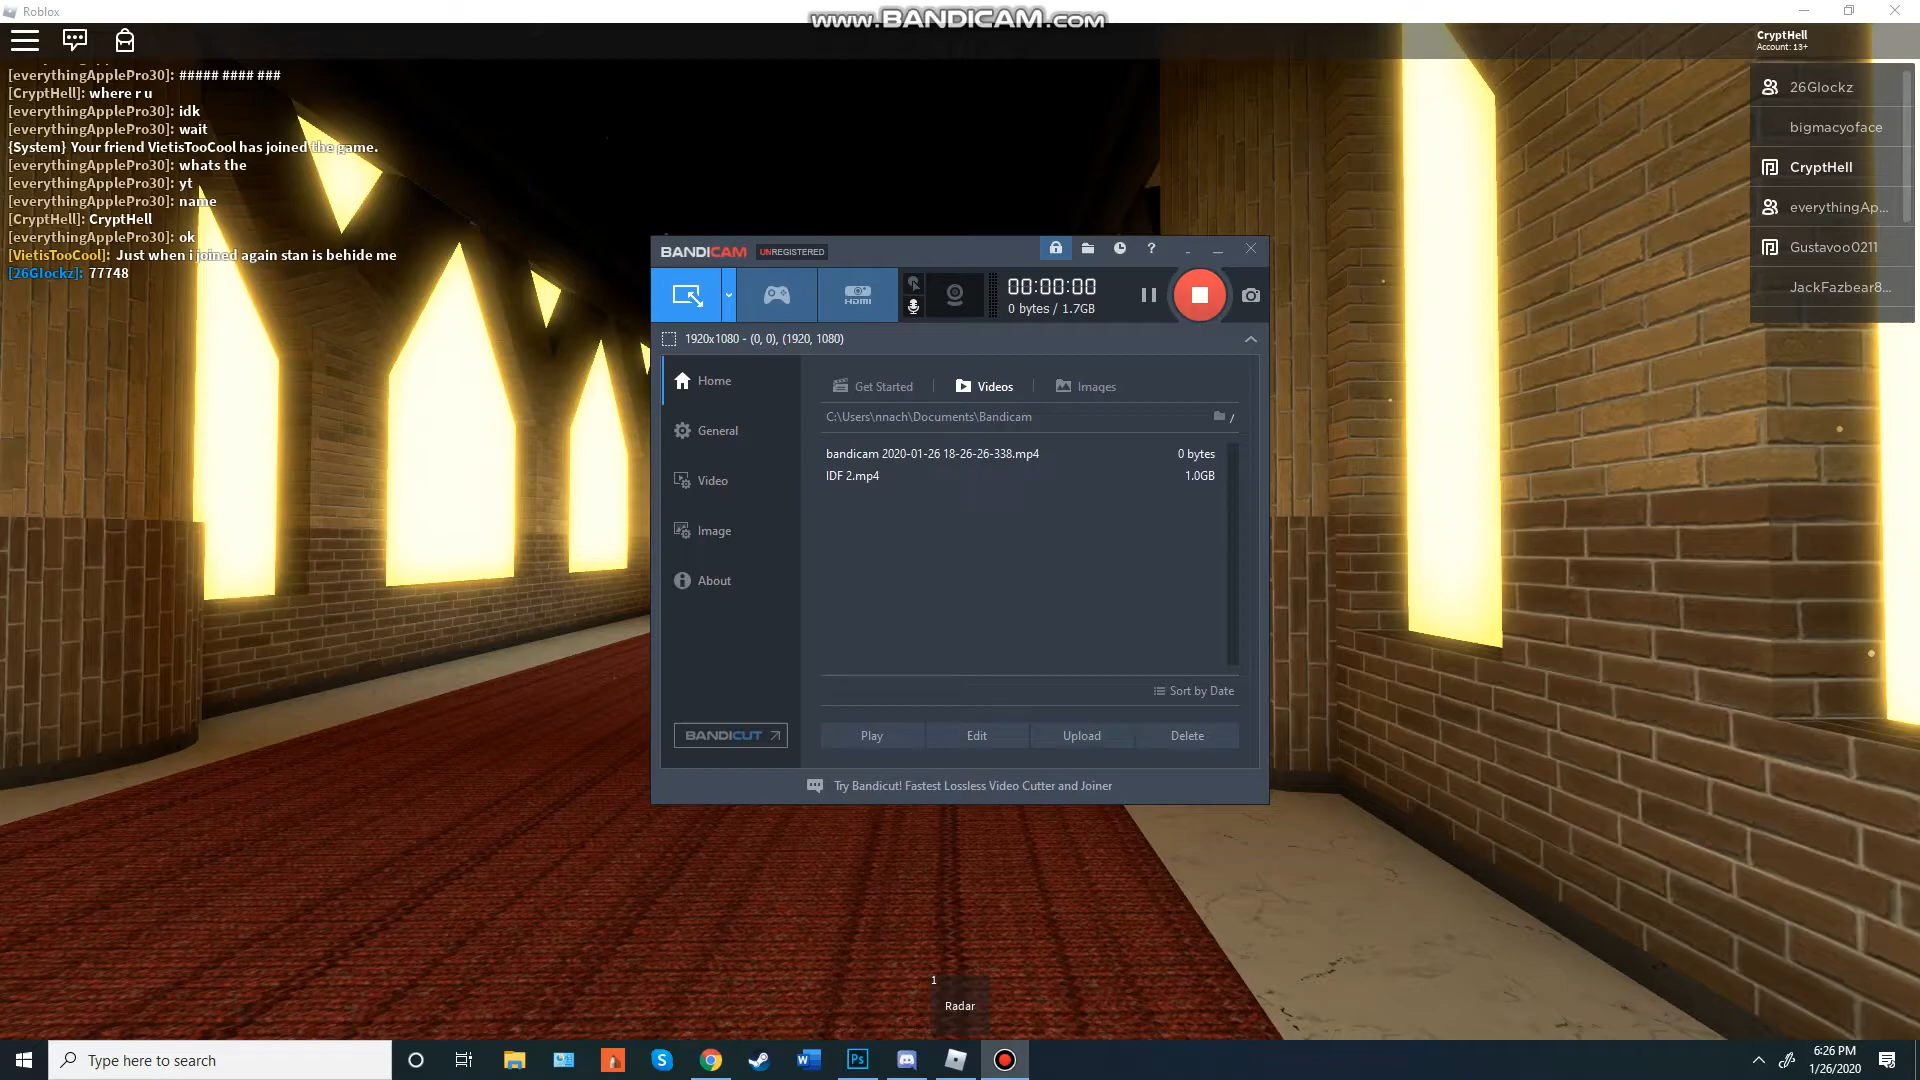 Roblox
www.BANDICAM.com
CryptHell
Account: 13+
[everythingApplePro30]: ##### #### ###
[CryptHell]: where r u
[everythingApplePro30]: idk
[everythingApplePro30]: wait
{System} Your friend VietisTooCool has joined the game.
[everythingApplePro30]: whats the
[everythingApplePro30]: yt
[everythingApplePro30]: name
[CryptHell]: CryptHell
[everythingApplePro30]: ok
[VietisTooCool]: Just when i joined again stan is behide me
[26GIockz]: 77748
26GIockz
bigmacyoface
CryptHell
everythingAp...
Gustavoo0211
JackFazbear8...
BANDICAM UNREGISTERED
?
HDMI
00:00:00
0 bytes / 1.7GB
1920x1080 - (0, 0), (1920, 1080)
Home
General
Video
Image
About
BANDICUT
Get Started
Videos
Images
C:\Users\nnach\Documents\Bandicam
/
bandicam 2020-01-26 18-26-26-338.mp4 0 bytes
IDF 2.mp4 1.0GB
Sort by Date
Play Edit Upload Delete
Try Bandicut! Fastest Lossless Video Cutter and Joiner
1
Radar
Type here to search
S
W
Ps
6:26 PM
1/26/2020